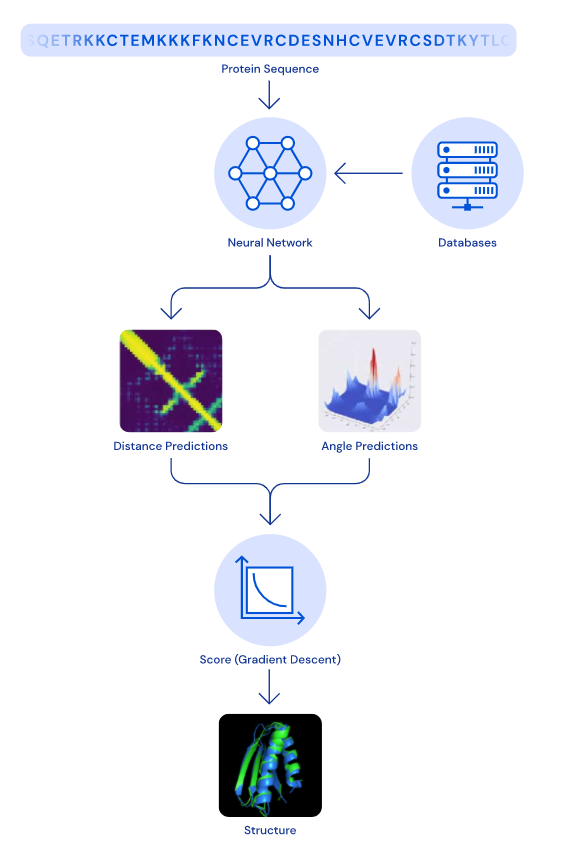 SQETRKKCTEMKKKFKNCEVRCDESNHCVEVRCSDTKYTLC
Protein Sequence
Neural Network
Databases
Distance Predictions
Angle Predictions
Score (Gradient Descent)
Structure